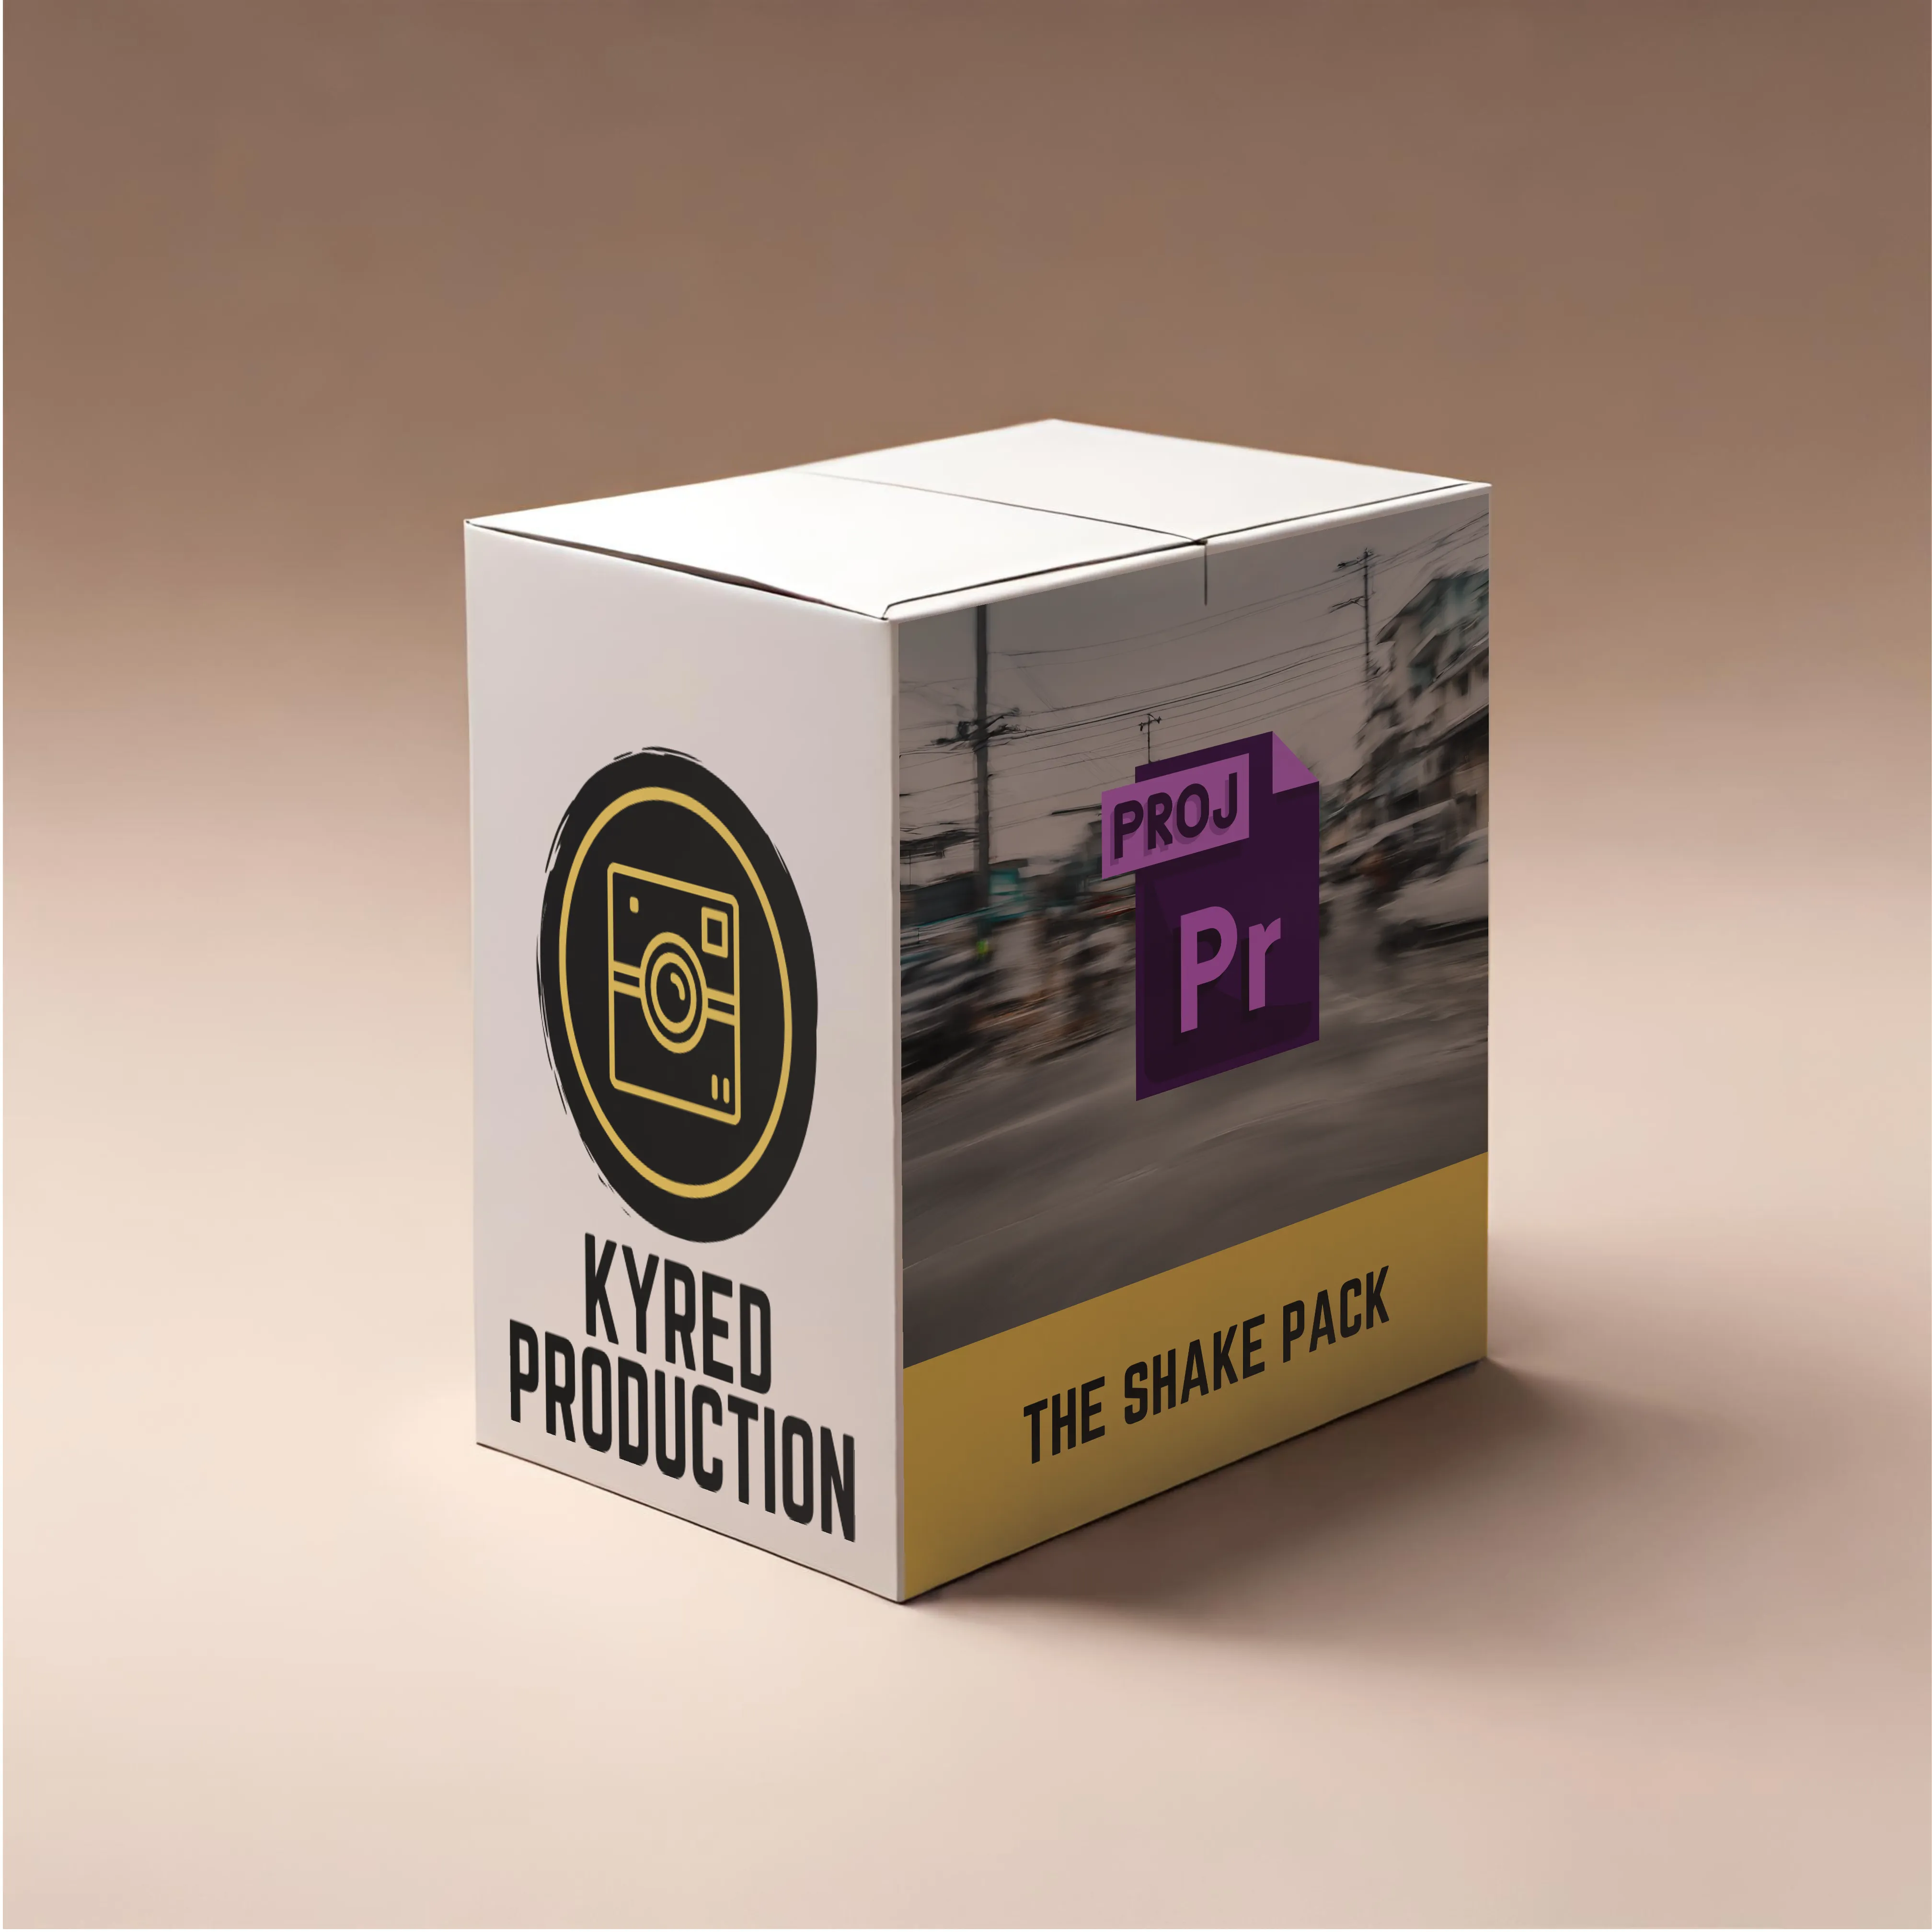 KYRED
PRODUCTION
PROJ
Pr
THE SHAKE PACK